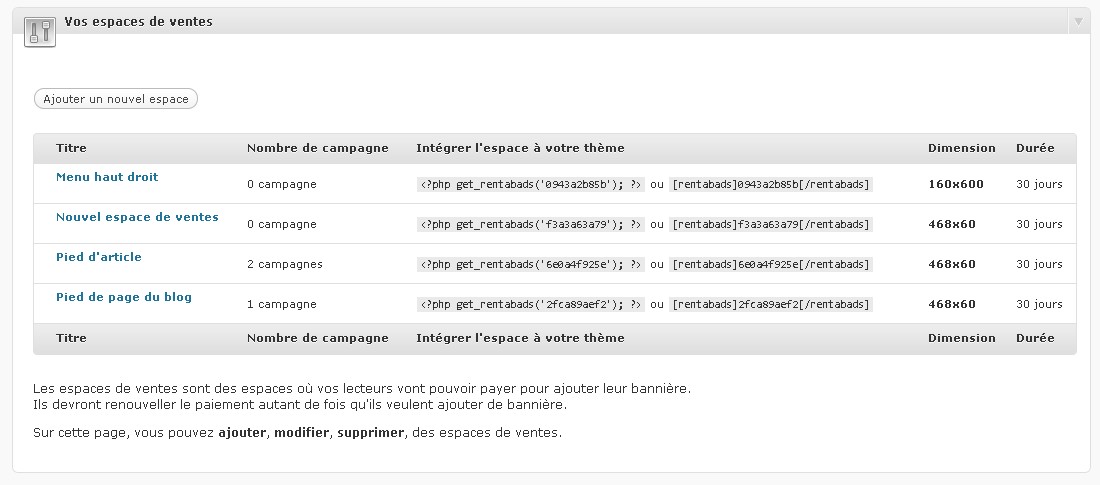 Vos espaces de ventes
Ajouter un nouvel espace
Titre Nombre de campagne Intégrer l'espace à votre thème Dimension Durée
Menu haut droit 0 campagne <?php get_rentabads('0943a2b85b'); ?> ou [rentabads]0943a2b85b[/rentabads] 160x600 30 jours
Nouvel espace de ventes 0 campagne <?php get_rentabads('f3a3a63a79'); ?> ou [rentabads]f3a3a63a79[/rentabads] 468x60 30 jours
Pied d'article 2 campagnes <?php get_rentabads('6e0a4f925e'); ?> ou [rentabads]6e0a4f925e[/rentabads] 468x60 30 jours
Pied de page du blog 1 campagne <?php get_rentabads('2fca89aef2'); ?> ou [rentabads]2fca89aef2[/rentabads] 468x60 30 jours
Titre Nombre de campagne Intégrer l'espace à votre thème Dimension Durée
Les espaces de ventes sont des espaces où vos lecteurs vont pouvoir payer pour ajouter leur bannière.
Ils devront renouveller le paiement autant de fois qu'ils veulent ajouter de bannière.
Sur cette page, vous pouvez ajouter, modifier, supprimer, des espaces de ventes.